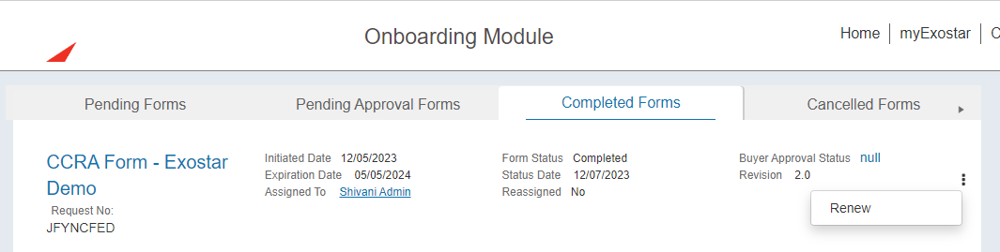 Onboarding Module
Home myExostar
Pending Forms Pending Approval Forms Completed Forms Cancelled Forms
CCRA Form - Exostar
Demo
Request No:
JFYNCFED
Initiated Date 12/05/2023
Expiration Date 05/05/2024
Assigned To Shivani Admin
Form Status Completed
Status Date 12/07/2023
Reassigned No
Buyer Approval Status null
Revision 2.0
Renew